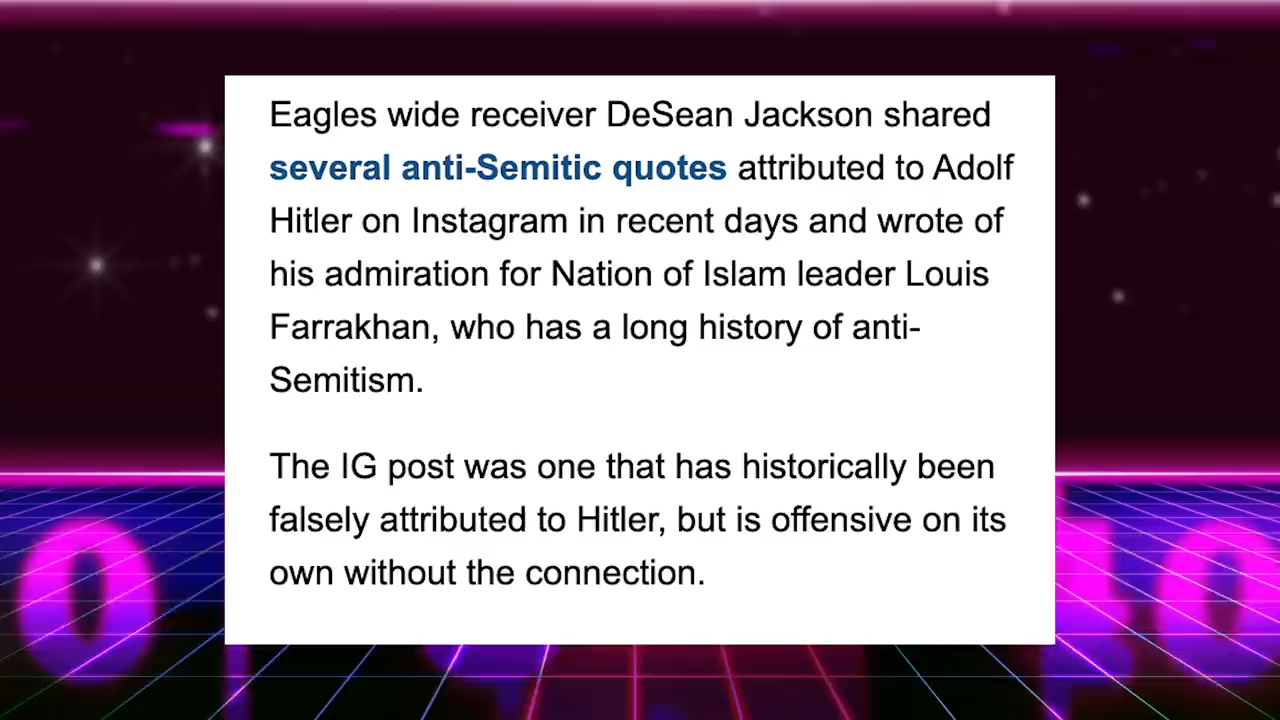 Eagles wide receiver DeSean Jackson shared
several anti-Semitic quotes attributed to Adolf
Hitler on Instagram in recent days and wrote of
his admiration for Nation of Islam leader Louis
Farrakhan, who has a long history of anti-
Semitism.
The IG post was one that has historically been
falsely attributed to Hitler, but is offensive on its
own without the connection.